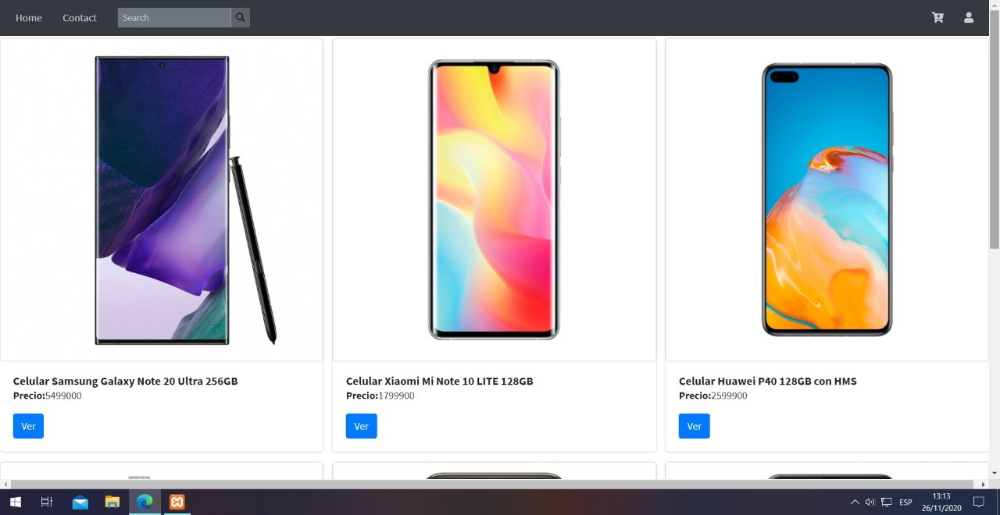 Home Contact Search
Celular Samsung Galaxy Note 20 Ultra 256GB
Precio:5499000
Ver
Celular Xiaomi Mi Note 10 LITE 128GB
Precio:1799900
Ver
Celular Huawei P40 128GB con HMS
Precio:2599900
Ver
ESP
13:13
26/11/2020